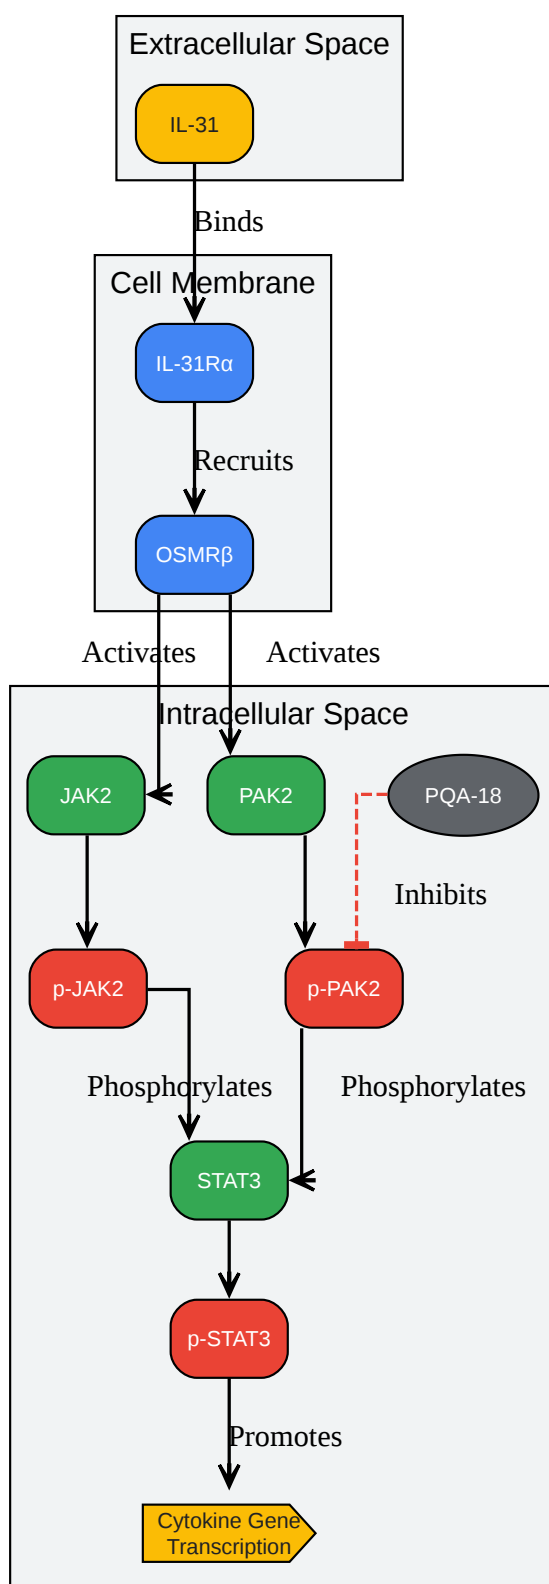 Extracellular Space
IL-31
Binds
Cell Membrane
IL-31Rα
Recruits
OSMRβ
Activates
Activates
Intracellular Space
JAK2
PAK2
PQA-18
Inhibits
p-JAK2
p-PAK2
Phosphorylates
Phosphorylates
STAT3
p-STAT3
Promotes
Cytokine Gene
Transcription